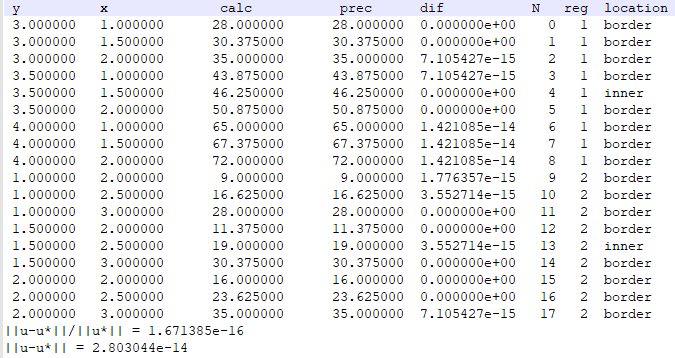 y x calc prec dif N reg location
3.000000 1.000000 28.000000 28.000000 0.000000e+00 0 1 border
3.000000 1.500000 30.375000 30.375000 0.000000e+00 1 1 border
3.000000 2.000000 35.000000 35.000000 7.105427e-15 2 1 border
3.500000 1.000000 43.875000 43.875000 7.105427e-15 3 1 border
3.500000 1.500000 46.250000 46.250000 0.000000e+00 4 1 inner
3.500000 2.000000 50.875000 50.875000 0.000000e+00 5 1 border
4.000000 1.000000 65.000000 65.000000 1.421085e-14 6 1 border
4.000000 1.500000 67.375000 67.375000 1.421085e-14 7 1 border
4.000000 2.000000 72.000000 72.000000 1.421085e-14 8 1 border
1.000000 2.000000 9.000000 9.000000 1.776357e-15 9 2 border
1.000000 2.500000 16.625000 16.625000 3.552714e-15 10 2 border
1.000000 3.000000 28.000000 28.000000 0.000000e+00 11 2 border
1.500000 2.000000 11.375000 11.375000 0.000000e+00 12 2 border
1.500000 2.500000 19.000000 19.000000 3.552714e-15 13 2 inner
1.500000 3.000000 30.375000 30.375000 0.000000e+00 14 2 border
2.000000 2.000000 16.000000 16.000000 0.000000e+00 15 2 border
2.000000 2.500000 23.625000 23.625000 0.000000e+00 16 2 border
2.000000 3.000000 35.000000 35.000000 7.105427e-15 17 2 border
||u-u*||/||u*|| = 1.671385e-16
||u-u*|| = 2.803044e-14